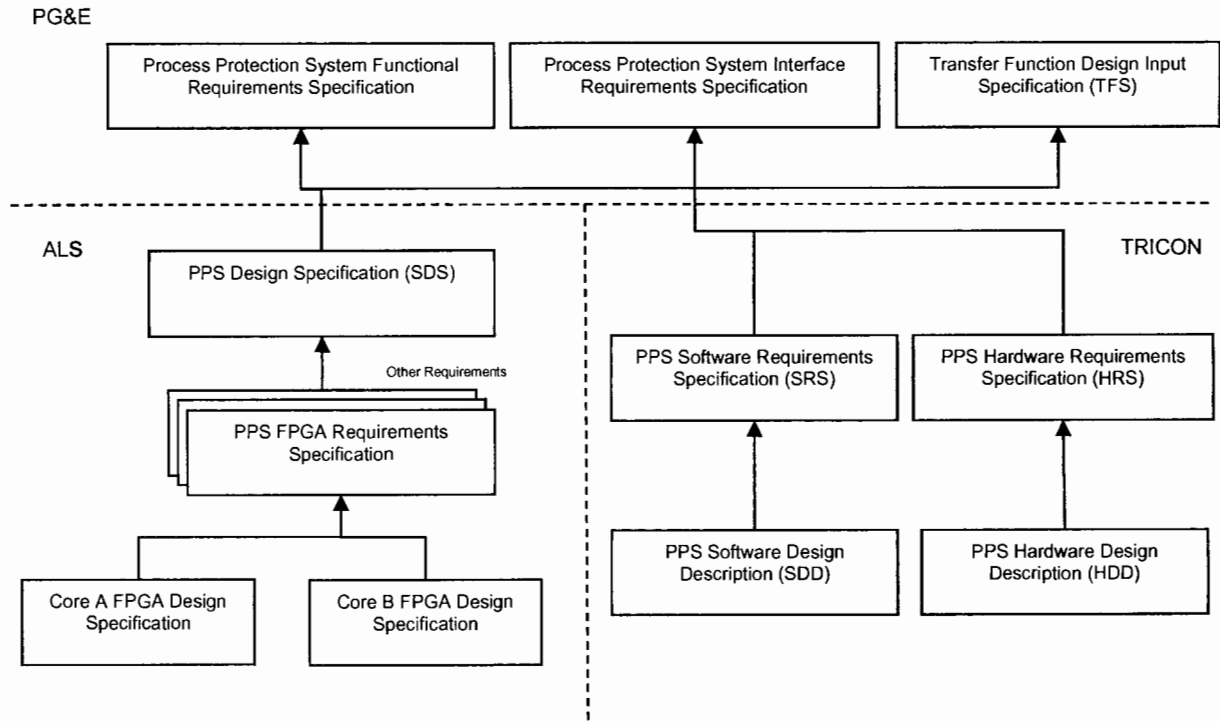 PG&E
Process Protection System Functional
Requirements Specification
Process Protection System Interface
Requirements Specification
Transfer Function Design Input
Specification (TFS)
ALS
TRICON
PPS Design Specification (SDS)
Other Requirements
PPS FPGA Requirements
Specification
PPS Software Requirements
Specification (SRS)
PPS Hardware Requirements
Specification (HRS)
Core A FPGA Design
Specification
Core B FPGA Design
Specification
PPS Software Design
Description (SDD)
PPS Hardware Design
Description (HDD)